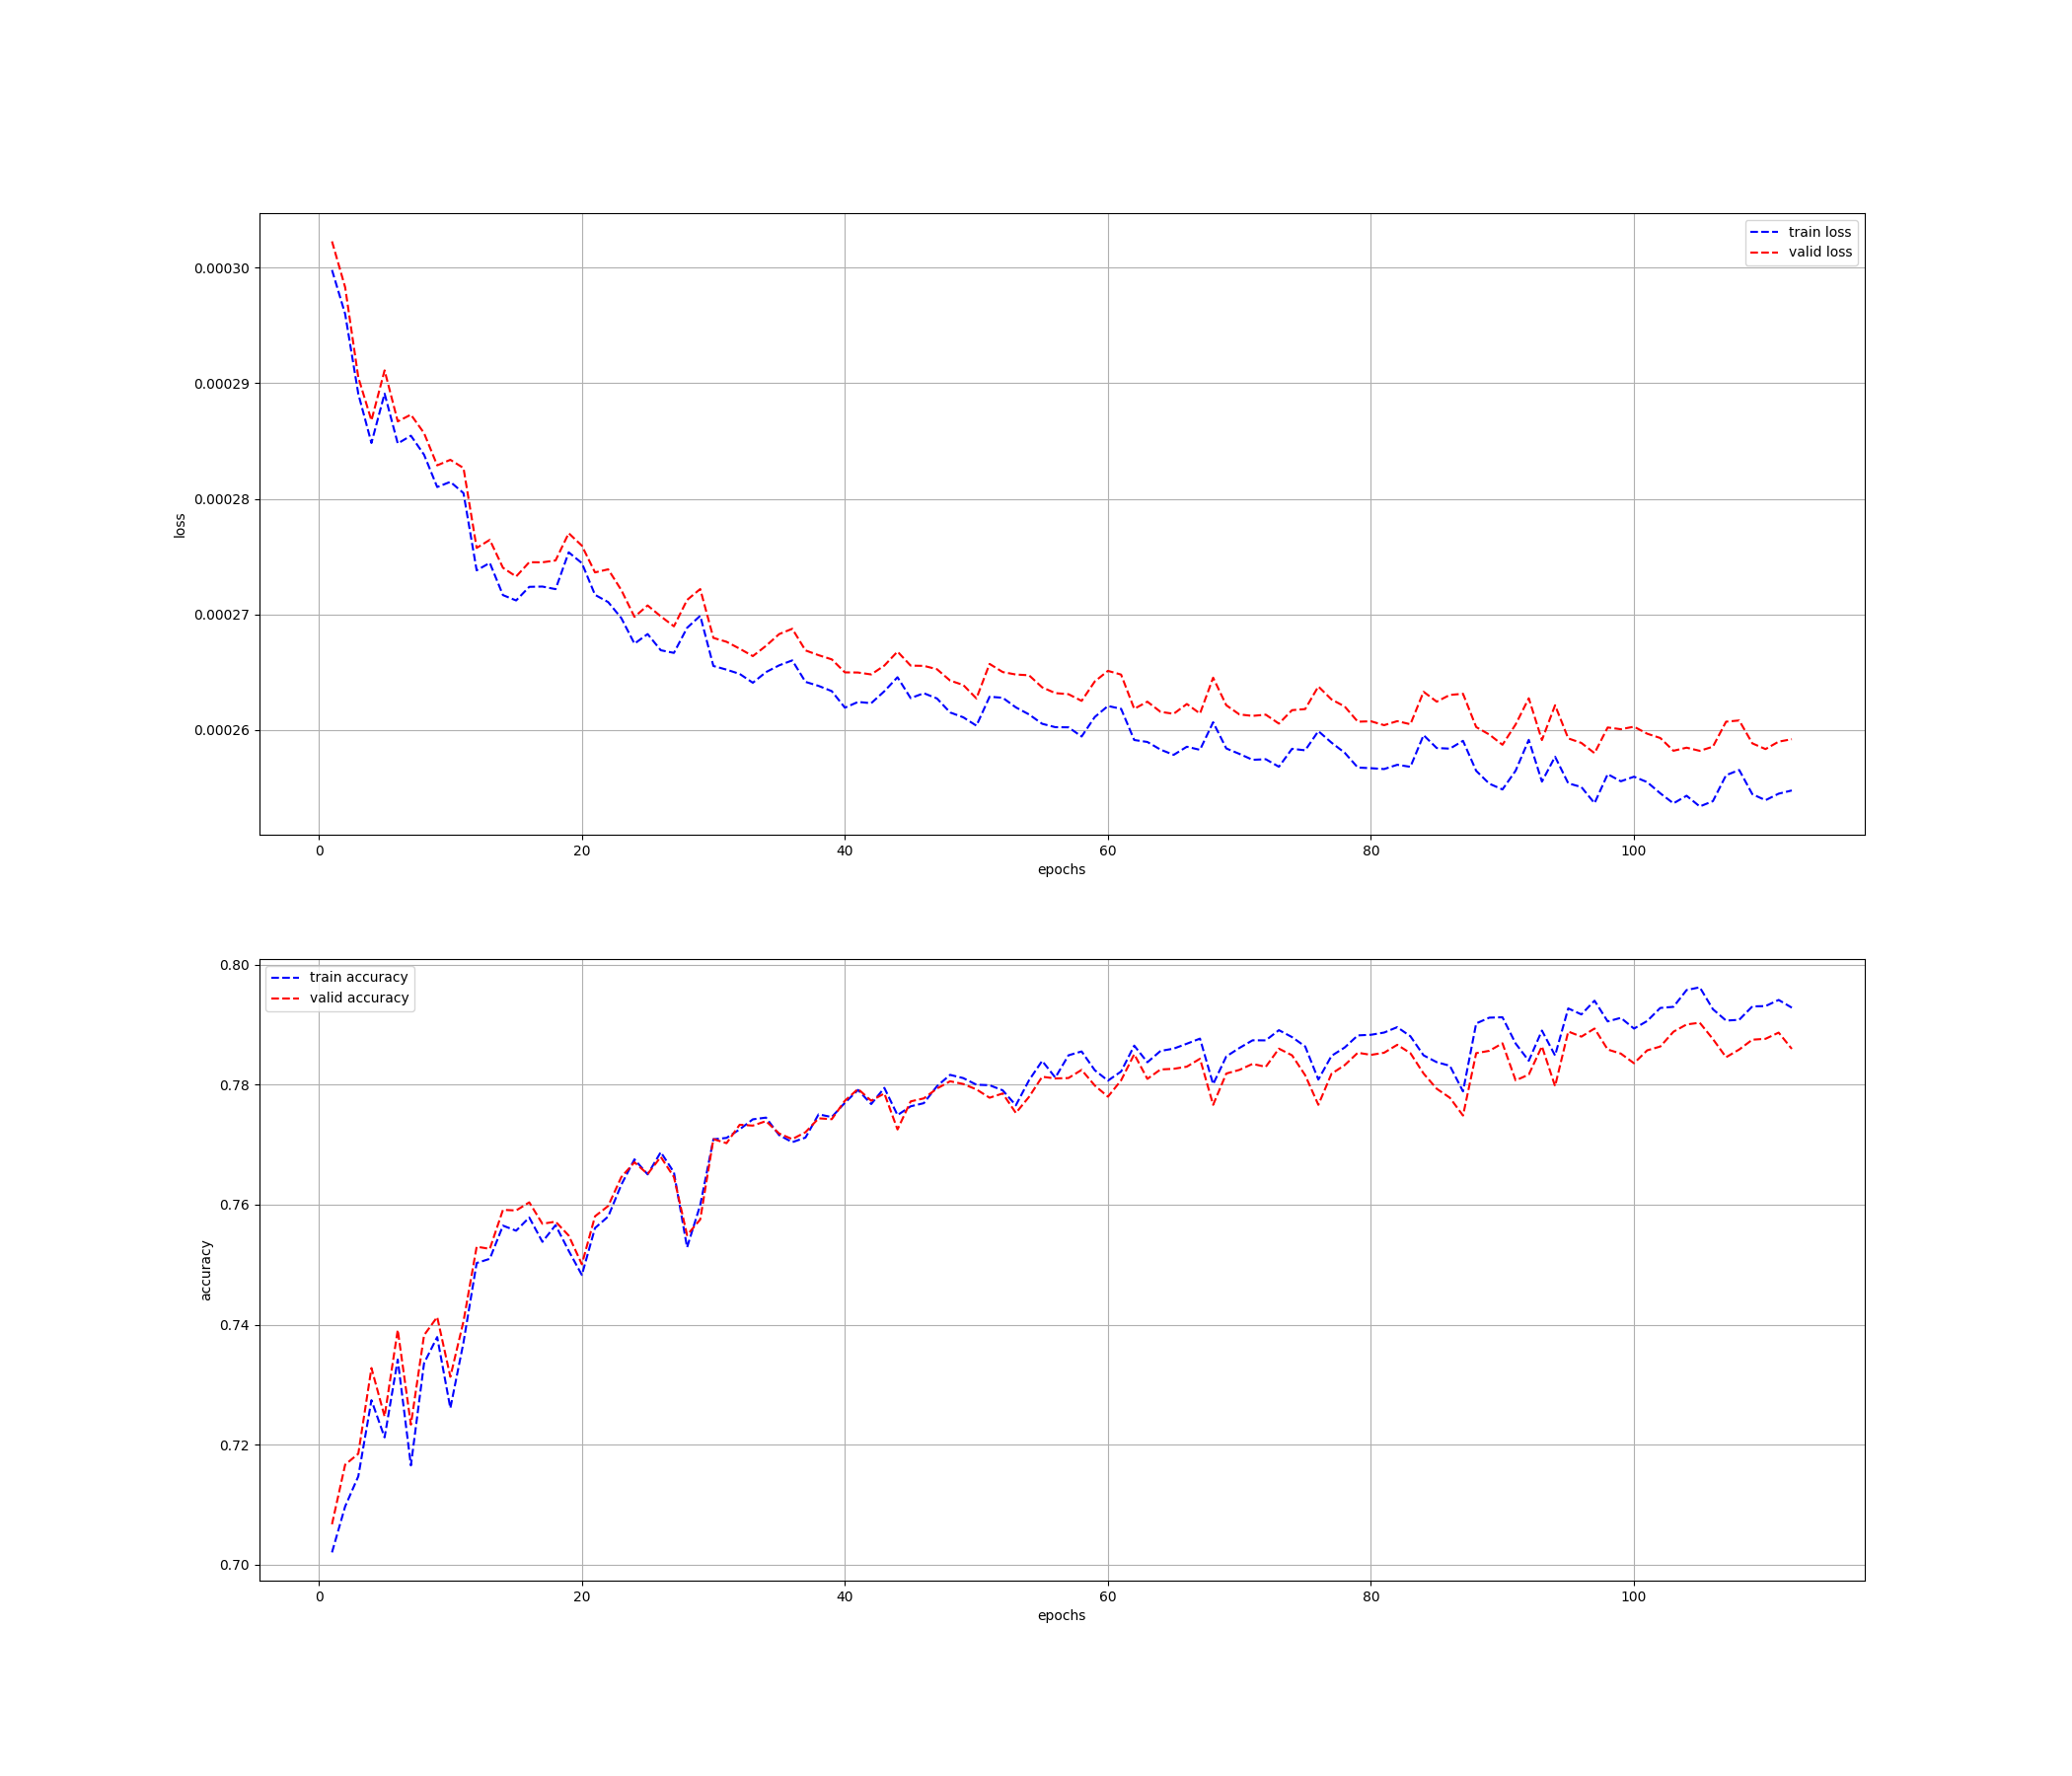 train loss
valid loss
0.00030
0.00029
0.00028
0.00027
0.00026
loss
0 20 40 60 80 100
epochs
train accuracy
valid accuracy
0.80
0.78
0.76
0.74
0.72
0.70
accuracy
0 20 40 60 80 100
epochs